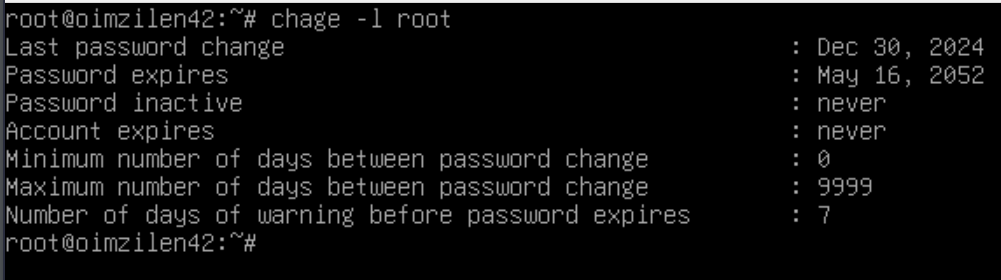 root@oimzilen42:~# chage -l root
Last password change : Dec 30, 2024
Password expires : May 16, 2052
Password inactive : never
Account expires : never
Minimum number of days between password change : 0
Maximum number of days between password change : 9999
Number of days of warning before password expires : 7
root@oimzilen42:~#